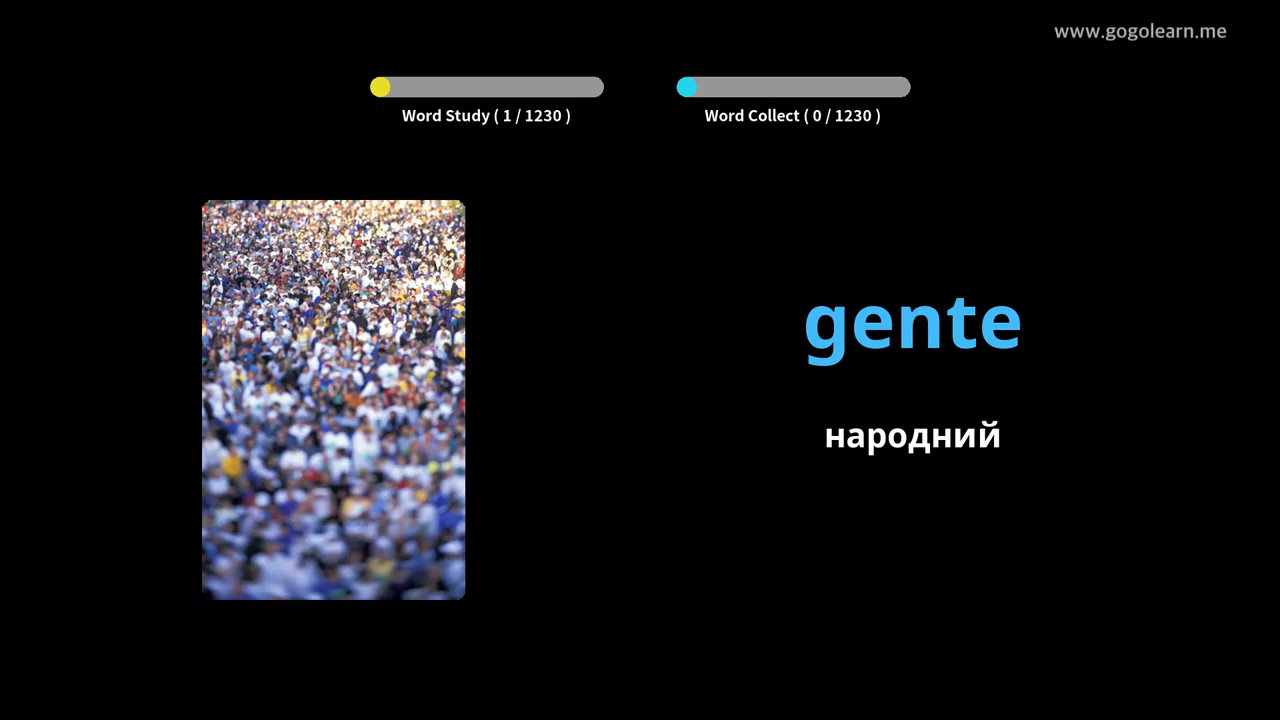 www.gogolearn.me
Word Study ( 1 / 1230 )
Word Collect ( 0 / 1230 )
gente
народний